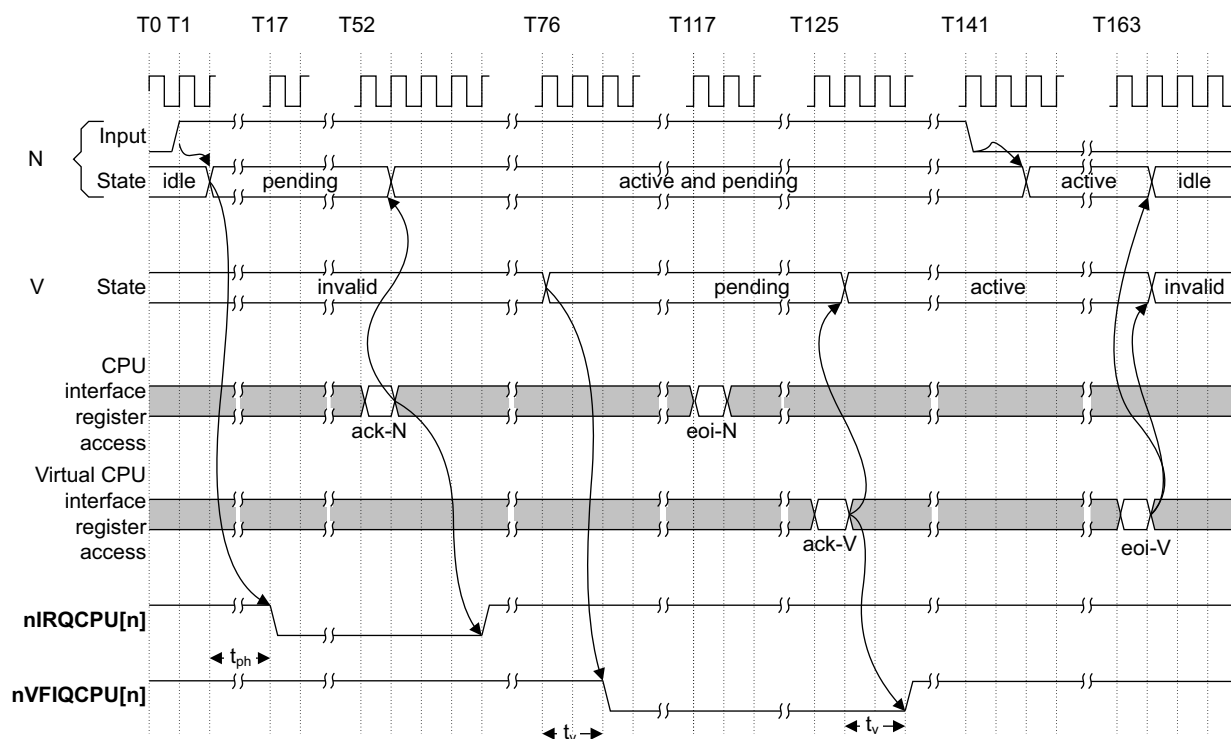 T0 T1 T17 T52 T76 T117 T125 T141 T163
Input
N
State idle pending active and pending active idle
V State invalid pending active invalid
CPU
interface
register
access
ack-N eoi-N
Virtual CPU
interface
register
access
ack-V eoi-V
nIRQCPU[n]
tph
nVFIQCPU[n]
tv tv